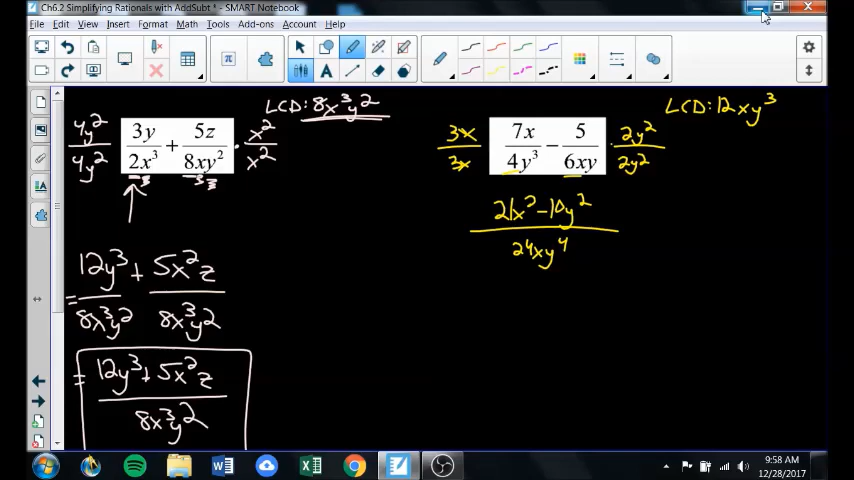 Ch6.2 Simplifying Rationals with AddSubt * - SMART Notebook
File Edit View Insert Format Math Tools Add-ons Account Help
LCD: 8x³y²
4y²/4y² 3y/2x³ + 5z/8xy² · x²/x²
= 12y³/8x³y² + 5x²z/8x³y²
= 12y³+5x²z/8x³y²
LCD: 12xy³
3x/3x 7x/4y³ − 5/6xy · 2y²/2y²
21x²−10y²/24xy⁴
π
A
W
X
9:58 AM
12/28/2017